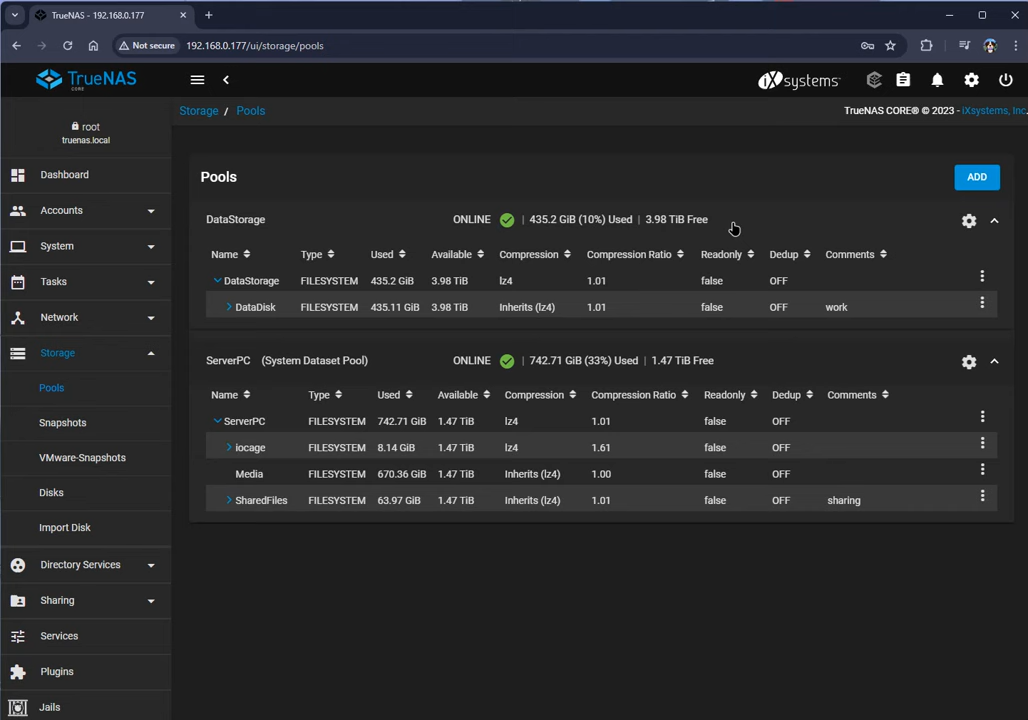 TrueNAS - 192.168.0.177
Not secure
192.168.0.177/ui/storage/pools
TrueNAS
CORE
iXsystems
Storage / Pools
TrueNAS CORE® © 2023 - iXsystems, Inc.
root
truenas.local
Dashboard
Accounts
System
Tasks
Network
Storage
Pools
Snapshots
VMware-Snapshots
Disks
Import Disk
Directory Services
Sharing
Services
Plugins
Jails
Pools
ADD
DataStorage ONLINE | 435.2 GiB (10%) Used | 3.98 TiB Free
Name Type Used Available Compression Compression Ratio Readonly Dedup Comments
DataStorage FILESYSTEM 435.2 GiB 3.98 TiB lz4 1.01 false OFF
DataDisk FILESYSTEM 435.11 GiB 3.98 TiB Inherits (lz4) 1.01 false OFF work
ServerPC (System Dataset Pool) ONLINE | 742.71 GiB (33%) Used | 1.47 TiB Free
Name Type Used Available Compression Compression Ratio Readonly Dedup Comments
ServerPC FILESYSTEM 742.71 GiB 1.47 TiB lz4 1.01 false OFF
iocage FILESYSTEM 8.14 GiB 1.47 TiB lz4 1.61 false OFF
Media FILESYSTEM 670.36 GiB 1.47 TiB Inherits (lz4) 1.00 false OFF
SharedFiles FILESYSTEM 63.97 GiB 1.47 TiB Inherits (lz4) 1.01 false OFF sharing